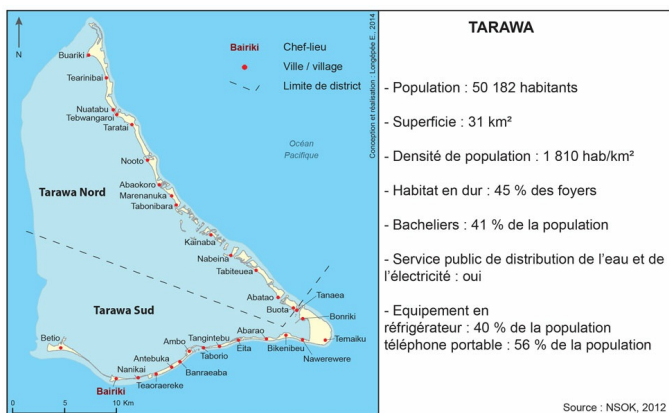 N
Bairiki Chef-lieu
Ville / village
Limite de district
Conception et réalisation : Longépée E., 2014
Océan
Pacifique
Buariki
Tearinibai
Nuatabu
Tebwangaroi
Taratai
Nooto
Abaokoro
Marenanuka
Tabonibara
Tarawa Nord
Kainaba
Nabeina
Tabiteuea
Abatao
Tanaea
Buota
Bonriki
Tarawa Sud
Betio
Temaiku
Nawerewere
Bikenibeu
Abarao
Eita
Tangintebu
Taborio
Ambo
Banraeaba
Antebuka
Teaoraereke
Nanikai
Bairiki
0 5 10 Km
TARAWA
- Population : 50 182 habitants
- Superficie : 31 km²
- Densité de population : 1 810 hab/km²
- Habitat en dur : 45 % des foyers
- Bacheliers : 41 % de la population
- Service public de distribution de l'eau et de
l'électricité : oui
- Equipement en
réfrigérateur : 40 % de la population
téléphone portable : 56 % de la population
Source : NSOK, 2012